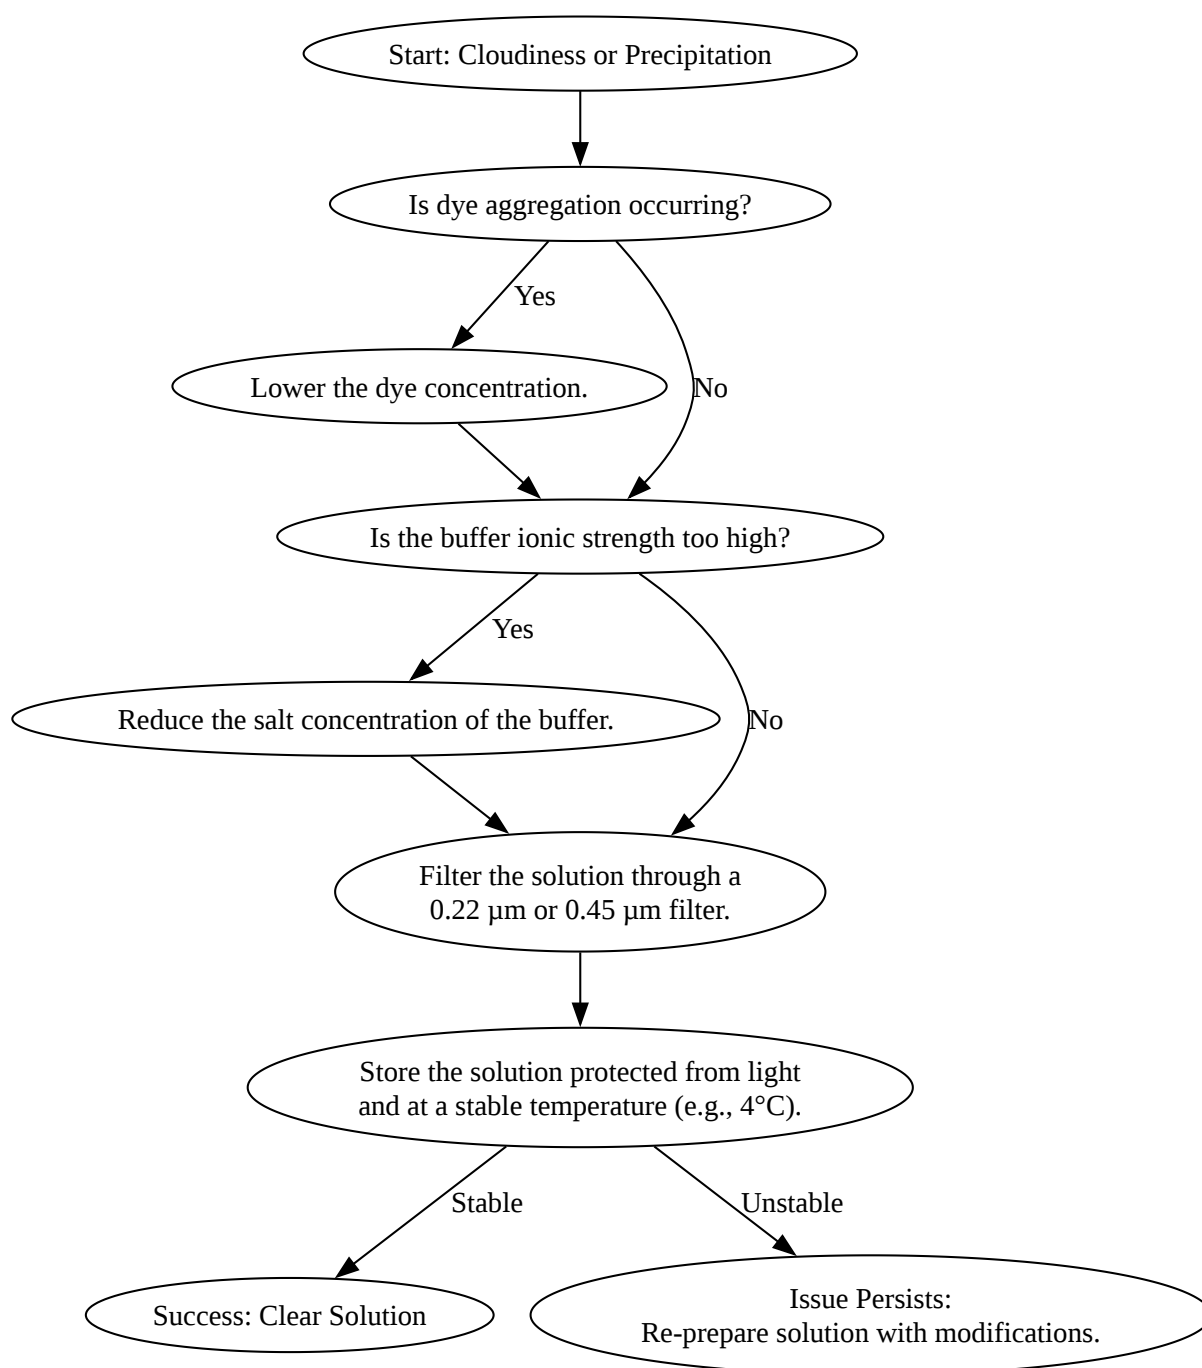 Start: Cloudiness or Precipitation
Is dye aggregation occurring?
Yes
Lower the dye concentration.
No
Is the buffer ionic strength too high?
Yes
Reduce the salt concentration of the buffer.
No
Filter the solution through a
0.22 µm or 0.45 µm filter.
Store the solution protected from light
and at a stable temperature (e.g., 4°C).
Stable
Unstable
Success: Clear Solution
Issue Persists:
Re-prepare solution with modifications.